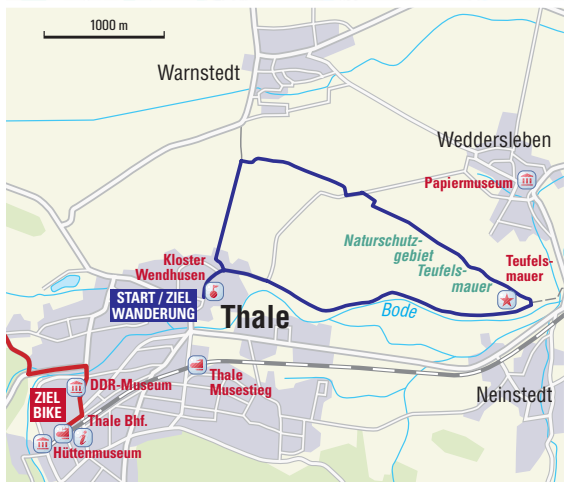 1000 m
Warnstedt
Weddersleben
Papiermuseum
Naturschutz-
gebiet
Teufels-
mauer
Teufels-
mauer
Kloster
Wendhusen
START / ZIEL
WANDERUNG
Thale
Bode
Thale
Musestieg
Neinstedt
DDR-Museum
ZIEL
BIKE
Thale Bhf.
i
Hüttenmuseum